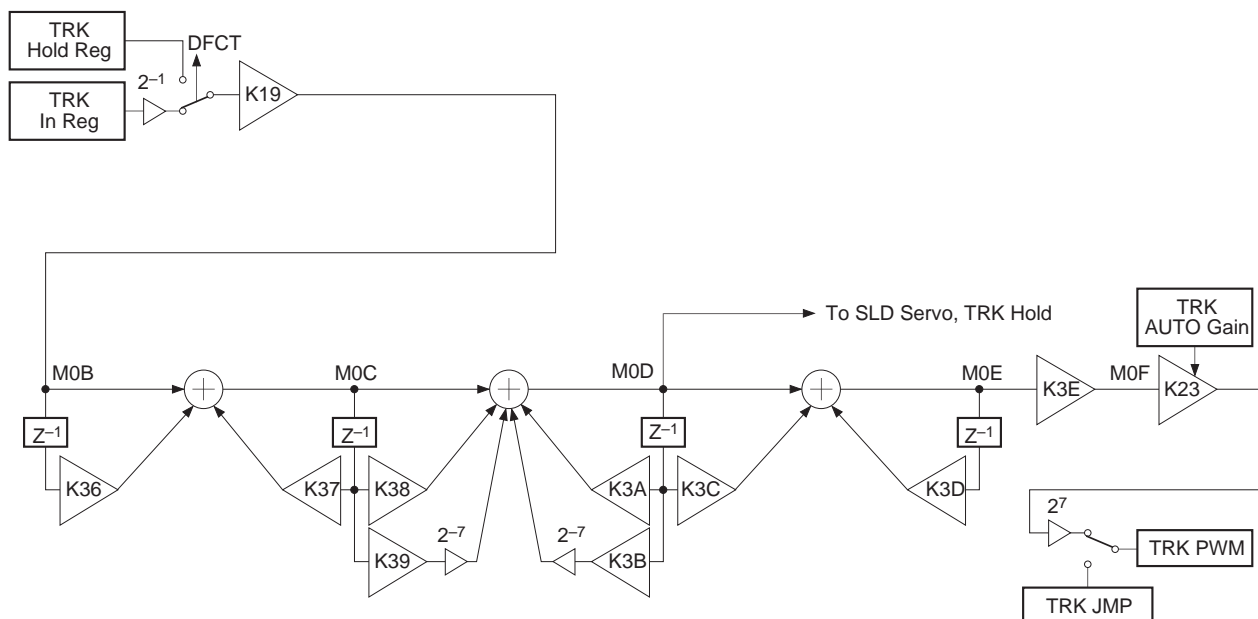 TRK
Hold Reg
DFCT
2–1
K19
TRK
In Reg
To SLD Servo, TRK Hold
TRK
AUTO Gain
M0B
M0C
M0D
M0E
K3E
M0F
K23
Z–1
Z–1
Z–1
Z–1
K36
K37
K38
K3A
K3C
K3D
2–7
2–7
K39
K3B
27
TRK PWM
TRK JMP